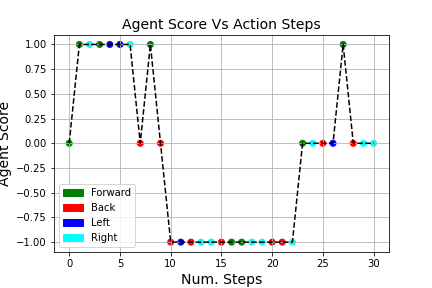 Agent Score Vs Action Steps
1.00
0.75
0.50
0.25
0.00
−0.25
−0.50
−0.75
−1.00
Agent Score
Forward
Back
Left
Right
0 5 10 15 20 25 30
Num. Steps